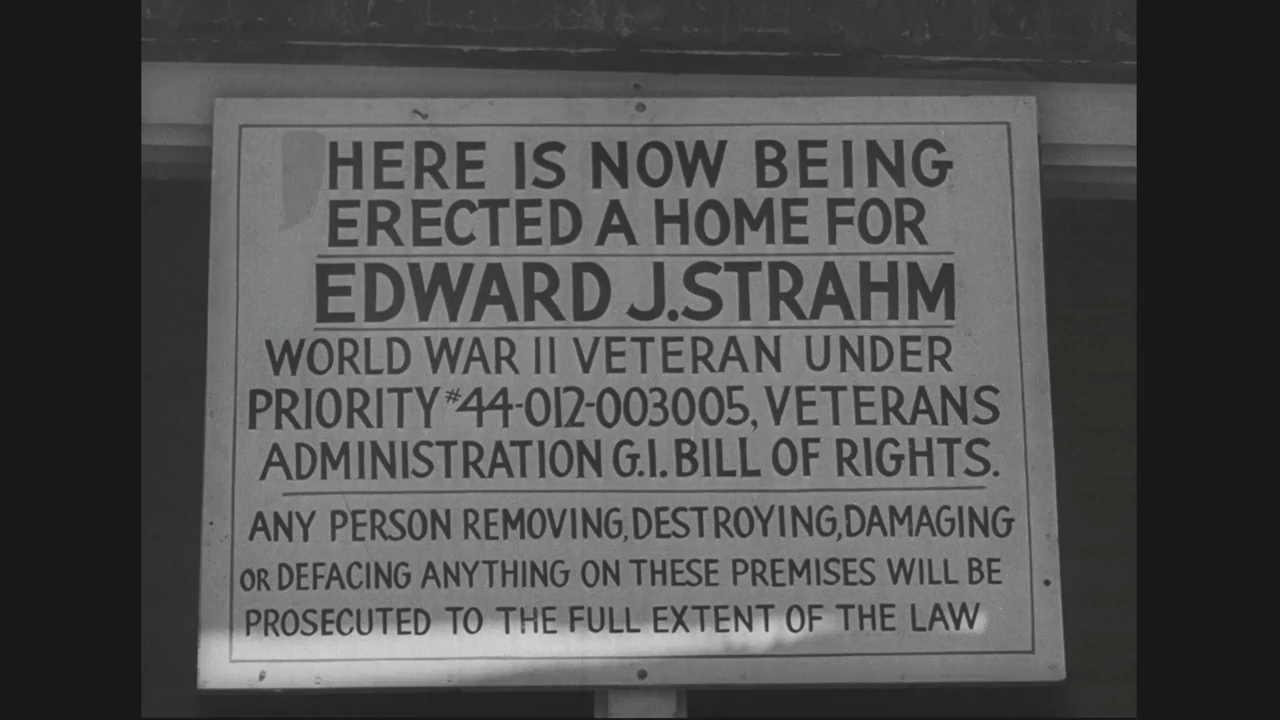 HERE IS NOW BEING
ERECTED A HOME FOR
EDWARD J. STRAHM
WORLD WAR II VETERAN UNDER
PRIORITY #44-012-003005, VETERANS
ADMINISTRATION G.I. BILL OF RIGHTS.
ANY PERSON REMOVING, DESTROYING, DAMAGING
OR DEFACING ANYTHING ON THESE PREMISES WILL BE
PROSECUTED TO THE FULL EXTENT OF THE LAW